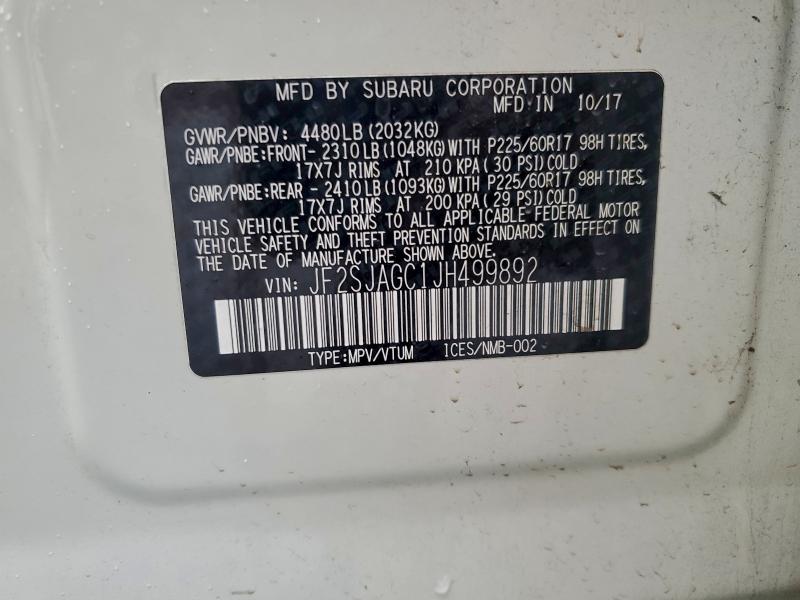 MFD BY SUBARU CORPORATION
MFD IN 10/17
GVWR/PNBV: 4480LB(2032KG)
GAWR/PNBE:FRONT-2310LB(1048KG)WITH P225/60R17 98H TIRES,
17X7J RIMS AT 210 KPA(30 PSI)COLD
GAWR/PNBE:REAR -2410LB(1093KG)WITH P225/60R17 98H TIRES,
17X7J RIMS AT 200 KPA(29 PSI)COLD
THIS VEHICLE CONFORMS TO ALL APPLICABLE FEDERAL MOTOR
VEHICLE SAFETY AND THEFT PREVENTION STANDARDS IN EFFECT ON
THE DATE OF MANUFACTURE SHOWN ABOVE.
VIN: JF2SJAGC1JH499892
TYPE:MPV/VTUM 1CES/NMB-002